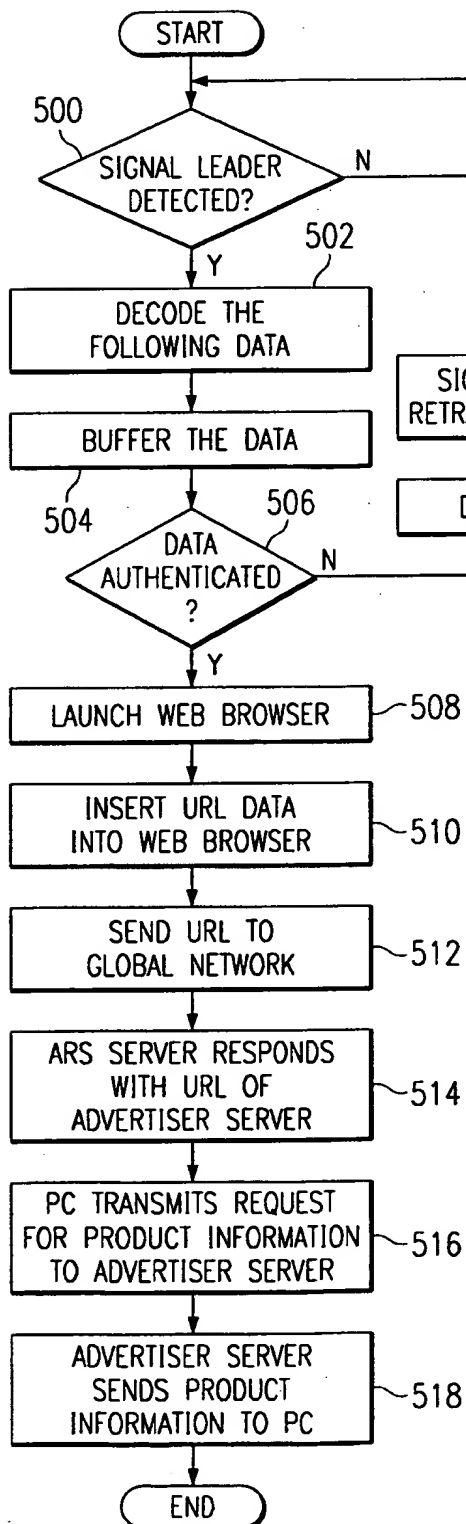 START
500
SIGNAL LEADER
DETECTED?
N
Y
502
DECODE THE
FOLLOWING DATA
BUFFER THE DATA
504
506
DATA
AUTHENTICATED
?
N
Y
LAUNCH WEB BROWSER
508
INSERT URL DATA
INTO WEB BROWSER
510
SEND URL TO
GLOBAL NETWORK
512
ARS SERVER RESPONDS
WITH URL OF
ADVERTISER SERVER
514
PC TRANSMITS REQUEST
FOR PRODUCT INFORMATION
TO ADVERTISER SERVER
516
ADVERTISER SERVER
SENDS PRODUCT
INFORMATION TO PC
518
END